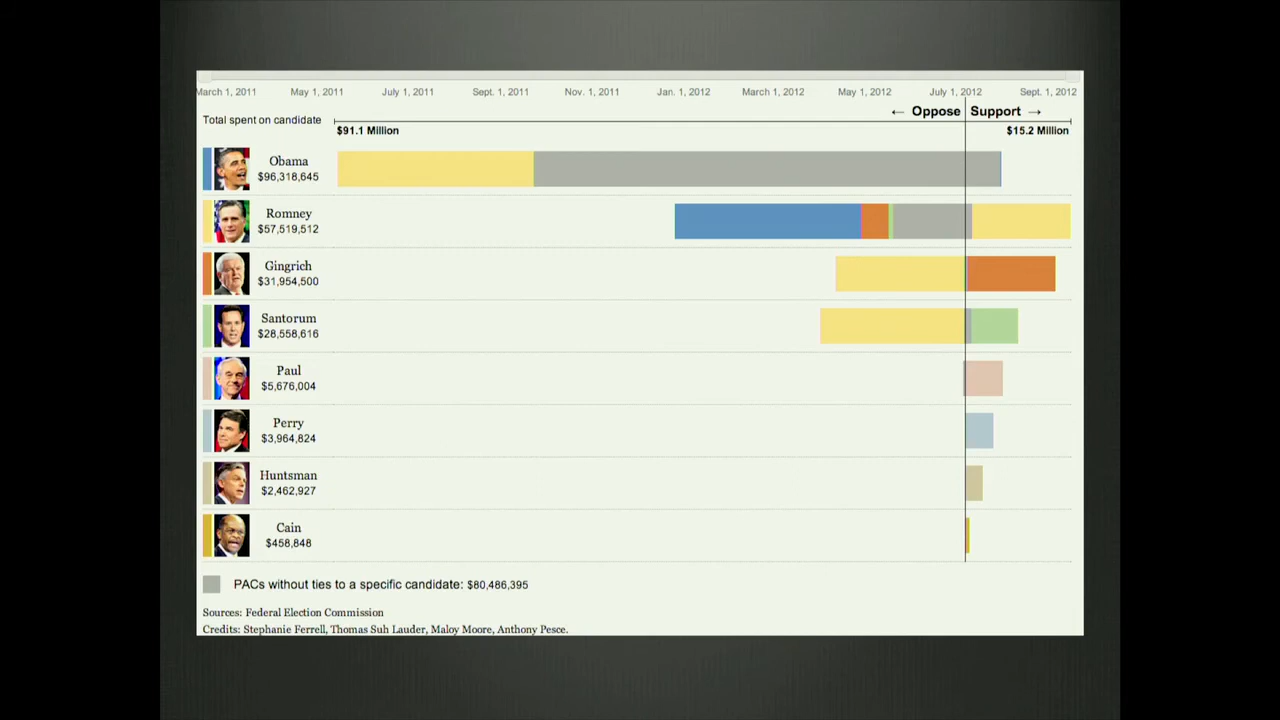 March 1, 2011 May 1, 2011 July 1, 2011 Sept. 1, 2011 Nov. 1, 2011 Jan. 1, 2012 March 1, 2012 May 1, 2012 July 1, 2012 Sept. 1, 2012
← Oppose Support →
Total spent on candidate
$91.1 Million $15.2 Million
Obama
$96,318,645
Romney
$57,519,512
Gingrich
$31,954,500
Santorum
$28,558,616
Paul
$5,676,004
Perry
$3,964,824
Huntsman
$2,462,927
Cain
$458,848
PACs without ties to a specific candidate: $80,486,395
Sources: Federal Election Commission
Credits: Stephanie Ferrell, Thomas Suh Lauder, Maloy Moore, Anthony Pesce.